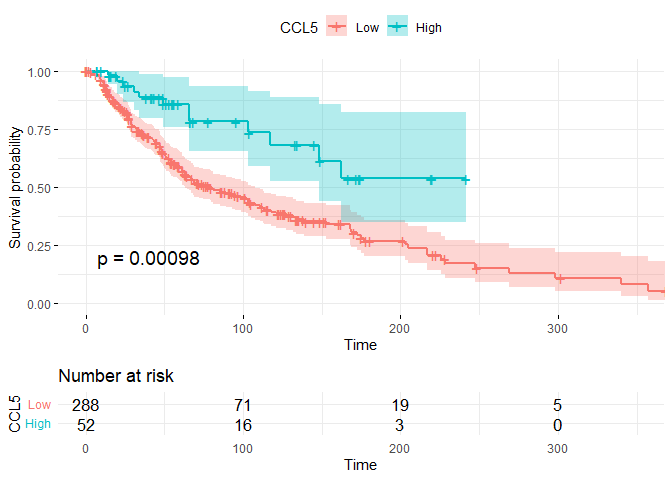 CCL5 Low High
Survival probability
1.00
0.75
0.50
0.25
0.00
p = 0.00098
0 100 200 300
Time
Number at risk
CCL5
Low 288 71 19 5
High 52 16 3 0
0 100 200 300
Time